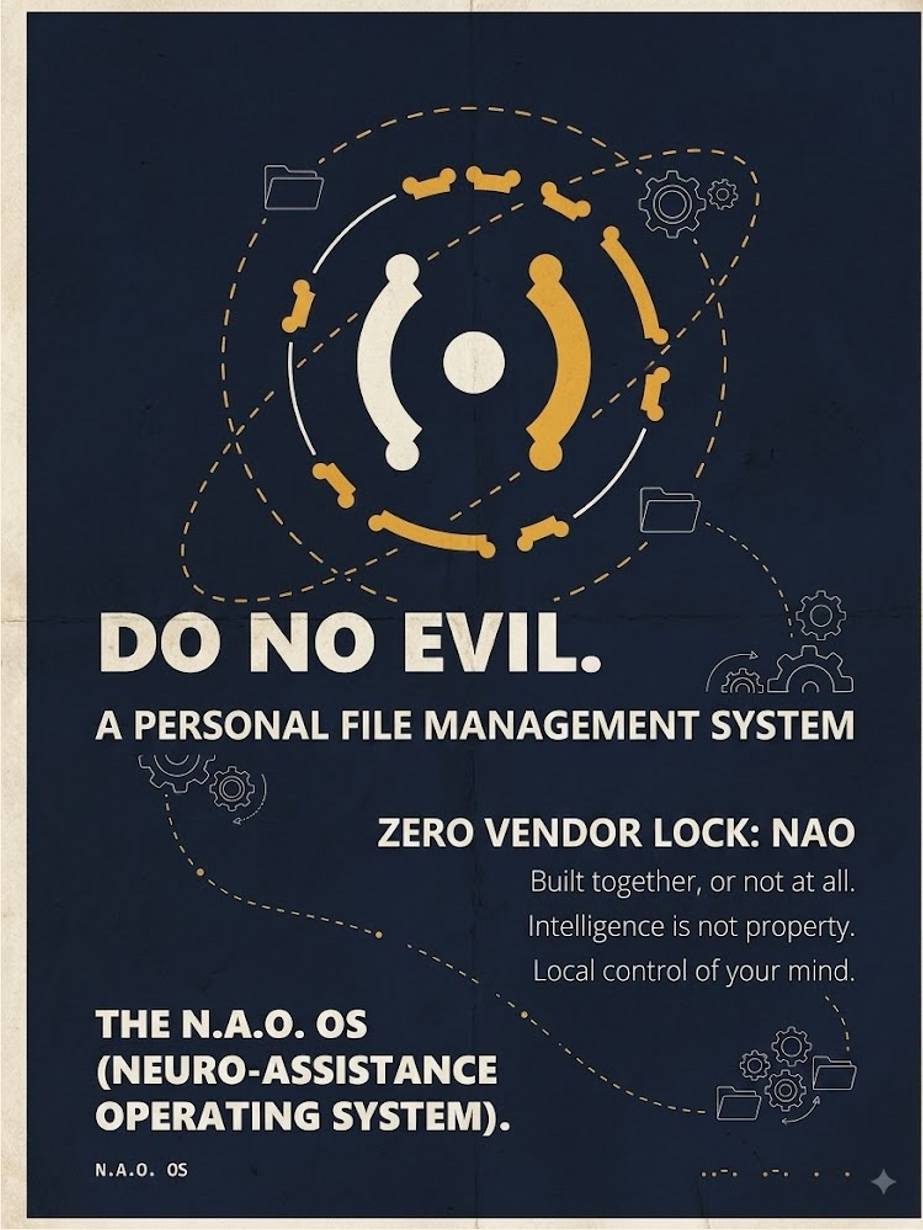 DO NO EVIL.
A PERSONAL FILE MANAGEMENT SYSTEM
ZERO VENDOR LOCK: NAO
Built together, or not at all.
Intelligence is not property.
Local control of your mind.
THE N.A.O. OS
(NEURO-ASSISTANCE
OPERATING SYSTEM).
N.A.O. OS